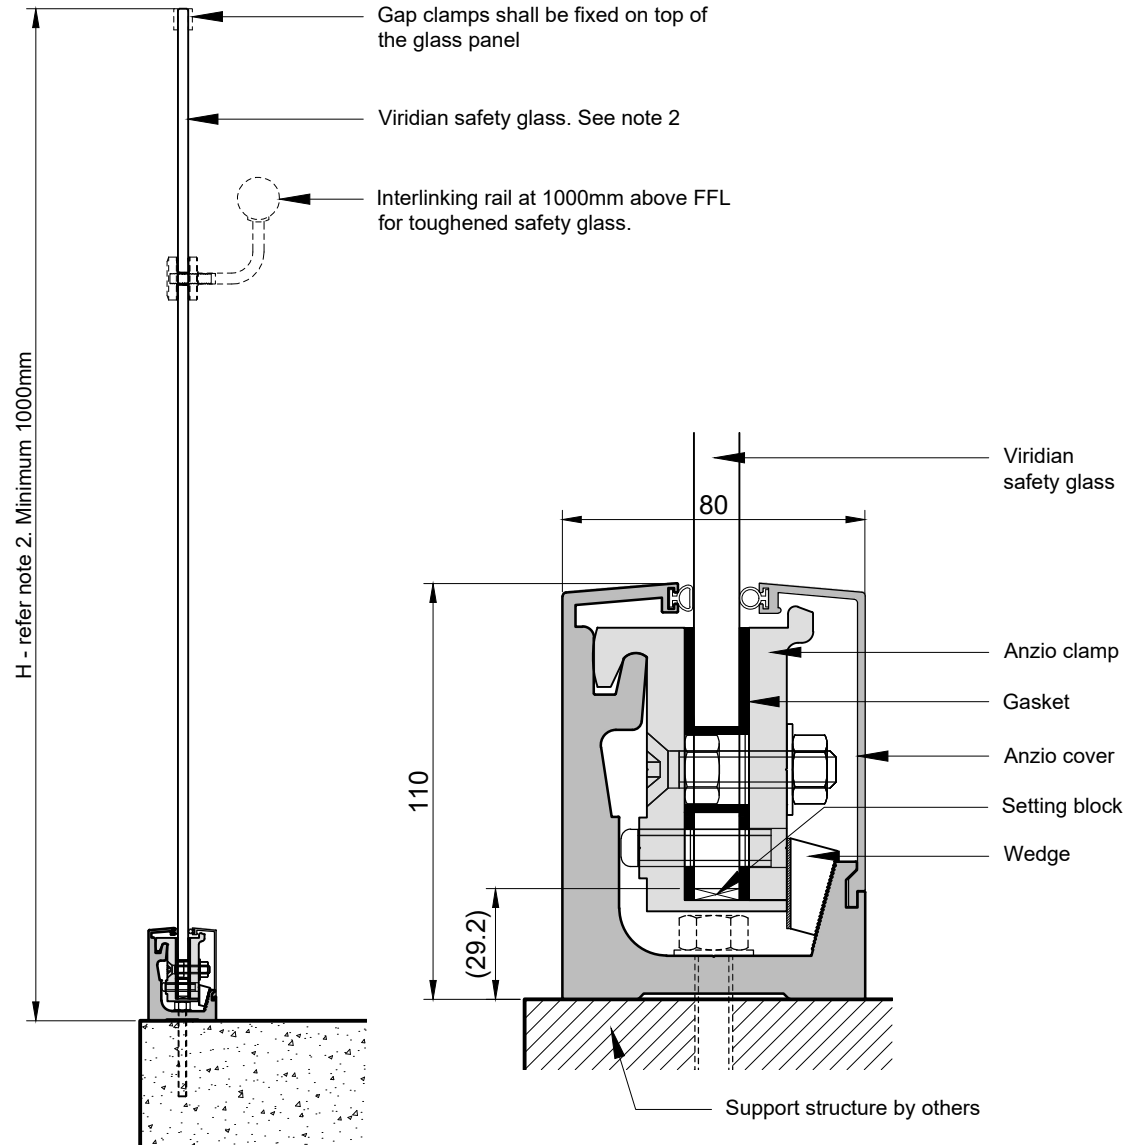 Gap clamps shall be fixed on top of
the glass panel
Viridian safety glass. See note 2
Interlinking rail at 1000mm above FFL
for toughened safety glass.
H - refer note 2. Minimum 1000mm
Viridian
safety glass
80
110
(29.2)
Anzio clamp
Gasket
Anzio cover
Setting block
Wedge
Support structure by others